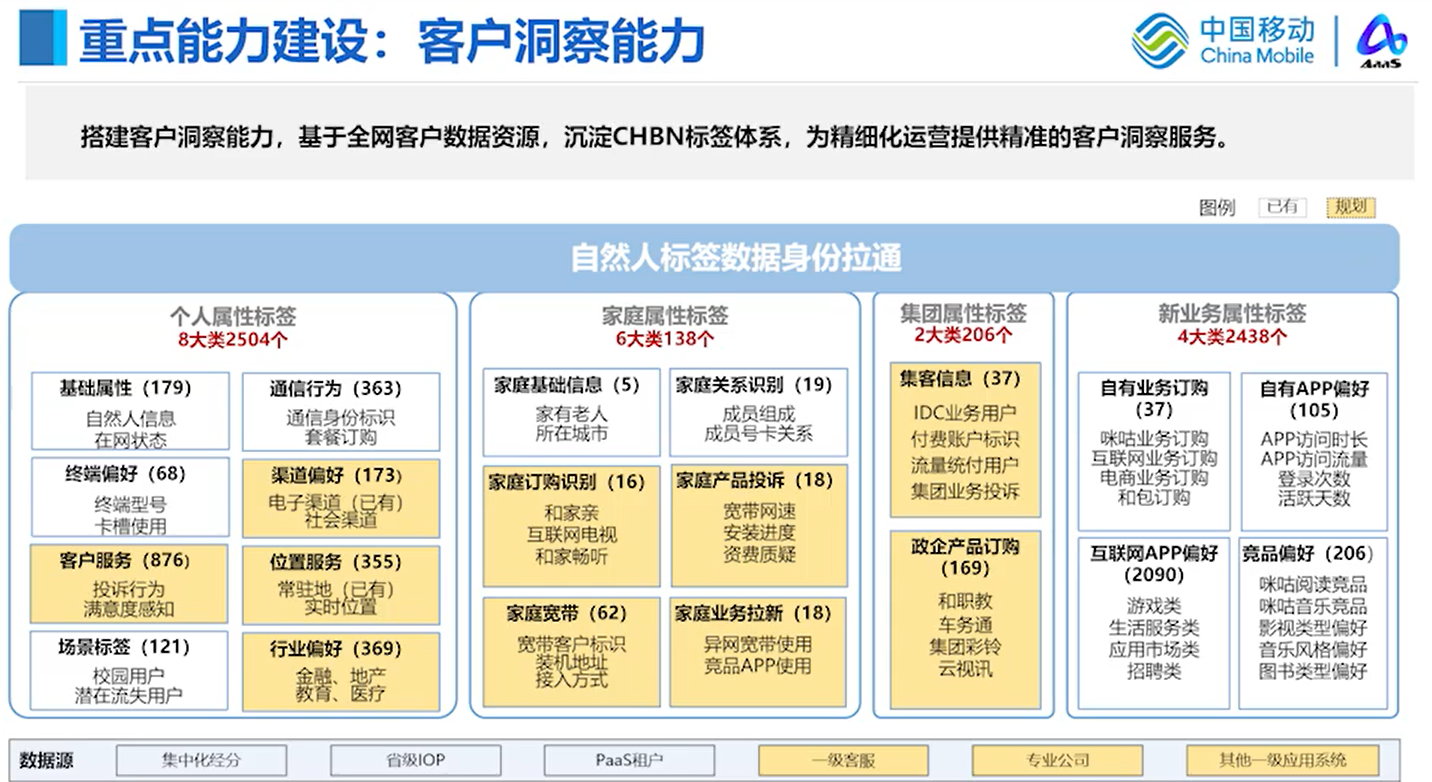 重点能力建设：客户洞察能力
中国移动
China Mobile
AaaS
搭建客户洞察能力，基于全网客户数据资源，沉淀CHBN标签体系，为精细化运营提供精准的客户洞察服务。
图例
已有
规划
自然人标签数据身份拉通
个人属性标签
8大类2504个
基础属性（179）
自然人信息
在网状态
通信行为（363）
通信身份标识
套餐订购
终端偏好（68）
终端型号
卡槽使用
渠道偏好（173）
电子渠道（已有）
社会渠道
客户服务（876）
投诉行为
满意度感知
位置服务（355）
常驻地（已有）
实时位置
场景标签（121）
校园用户
潜在流失用户
行业偏好（369）
金融、地产
教育、医疗
家庭属性标签
6大类138个
家庭基础信息（5）
家有老人
所在城市
家庭关系识别（19）
成员组成
成员号卡关系
家庭订购识别（16）
和家亲
互联网电视
和家畅听
家庭产品投诉（18）
宽带网速
安装进度
资费质疑
家庭宽带（62）
宽带客户标识
装机地址
接入方式
家庭业务拉新（18）
异网宽带使用
竞品APP使用
集团属性标签
2大类206个
集客信息（37）
IDC业务用户
付费账户标识
流量统付用户
集团业务投诉
政企产品订购
（169）
和职教
车务通
集团彩铃
云视讯
新业务属性标签
4大类2438个
自有业务订购
（37）
咪咕业务订购
互联网业务订购
电商业务订购
和包订购
自有APP偏好
（105）
APP访问时长
APP访问流量
登录次数
活跃天数
互联网APP偏好
（2090）
游戏类
生活服务类
应用市场类
招聘类
竞品偏好（206）
咪咕阅读竞品
咪咕音乐竞品
影视类型偏好
音乐风格偏好
图书类型偏好
数据源
集中化经分
省级IOP
PaaS租户
一级客服
专业公司
其他一级应用系统